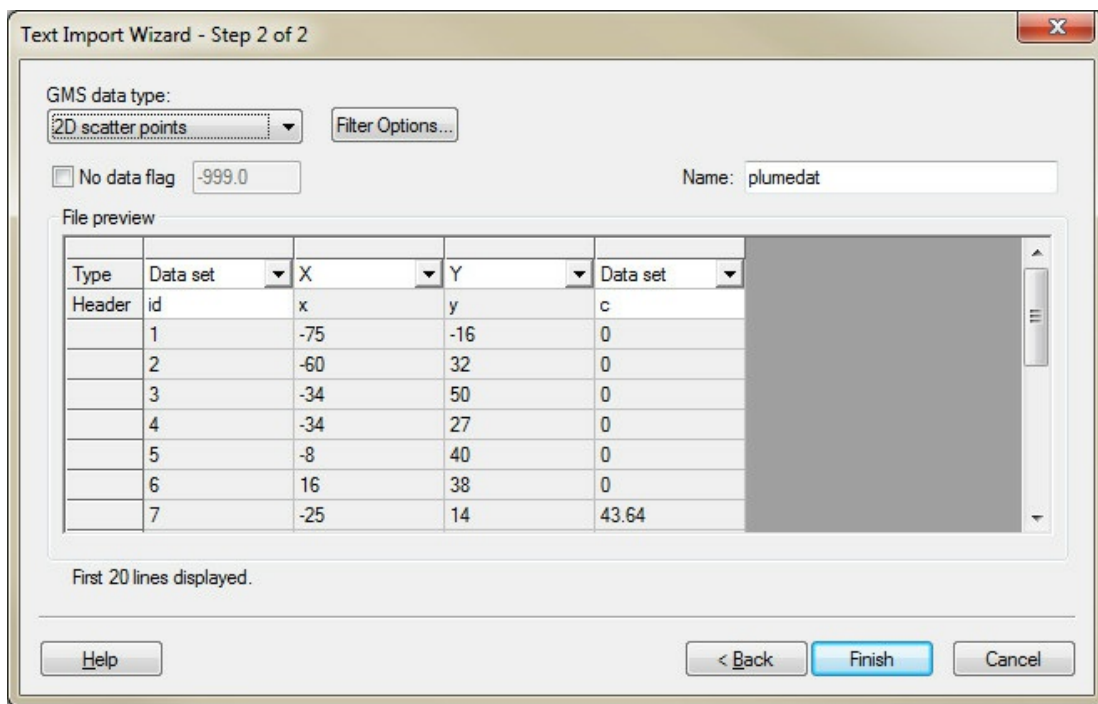 Text Import Wizard - Step 2 of 2
GMS data type:
2D scatter points Filter Options...
No data flag -999.0 Name: plumedat
File preview
Type Data set X Y Data set
Header id x y c
1 -75 -16 0
2 -60 32 0
3 -34 50 0
4 -34 27 0
5 -8 40 0
6 16 38 0
7 -25 14 43.64
First 20 lines displayed.
Help < Back Finish Cancel